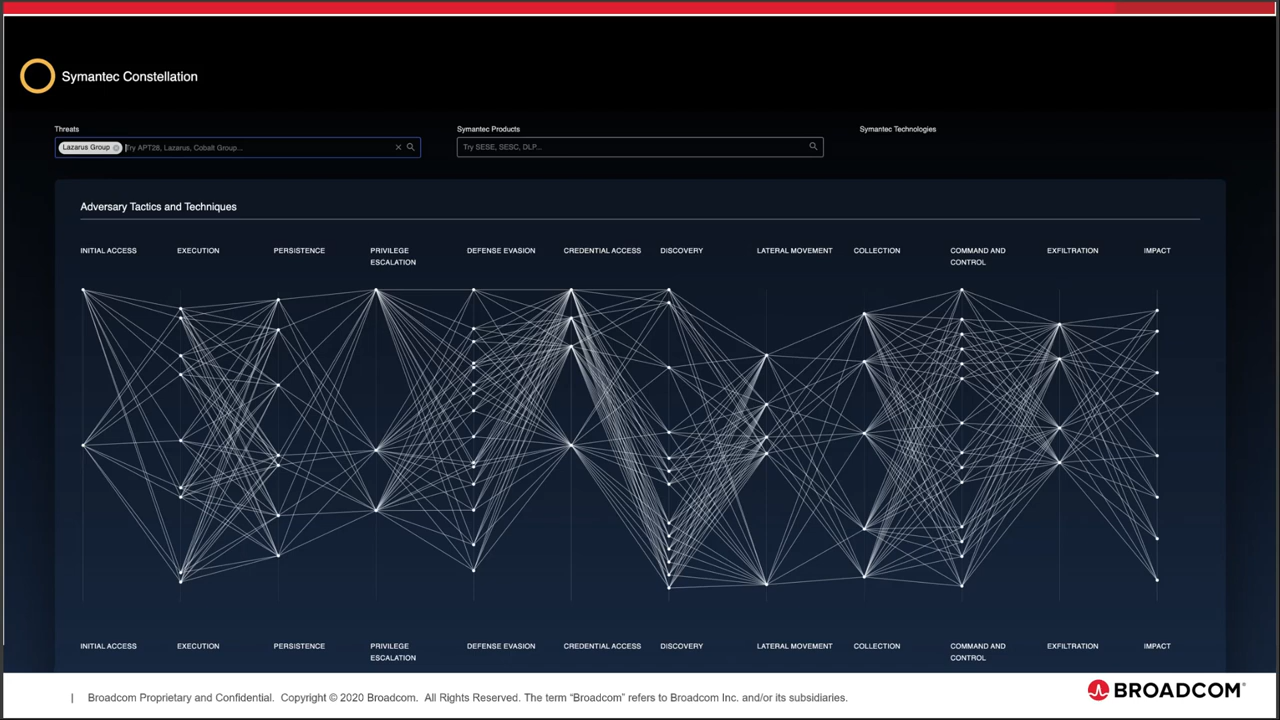 Symantec Constellation
Threats
Symantec Products
Symantec Technologies
Lazarus Group Try APT28, Lazarus, Cobalt Group...
Try SESE, SESC, DLP...
Adversary Tactics and Techniques
INITIAL ACCESS
EXECUTION
PERSISTENCE
PRIVILEGE
ESCALATION
DEFENSE EVASION
CREDENTIAL ACCESS
DISCOVERY
LATERAL MOVEMENT
COLLECTION
COMMAND AND
CONTROL
EXFILTRATION
IMPACT
INITIAL ACCESS
EXECUTION
PERSISTENCE
PRIVILEGE
ESCALATION
DEFENSE EVASION
CREDENTIAL ACCESS
DISCOVERY
LATERAL MOVEMENT
COLLECTION
COMMAND AND
CONTROL
EXFILTRATION
IMPACT
| Broadcom Proprietary and Confidential. Copyright © 2020 Broadcom. All Rights Reserved. The term “Broadcom” refers to Broadcom Inc. and/or its subsidiaries.
BROADCOM®